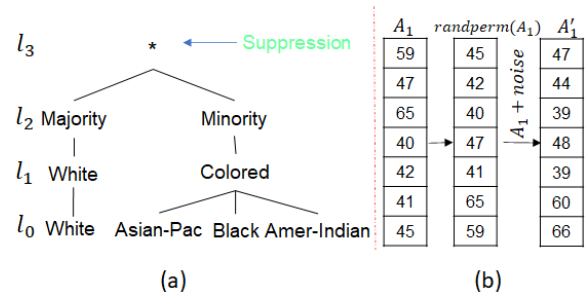 l₃ * Suppression
l₂ Majority Minority
l₁ White Colored
l₀ White Asian-Pac Black Amer-Indian
(a)
A₁ randperm(A₁) A₁′
59 45 47
47 42 44
65 40 39
40 47 48
42 41 39
41 65 60
45 59 66
A₁ + noise
(b)